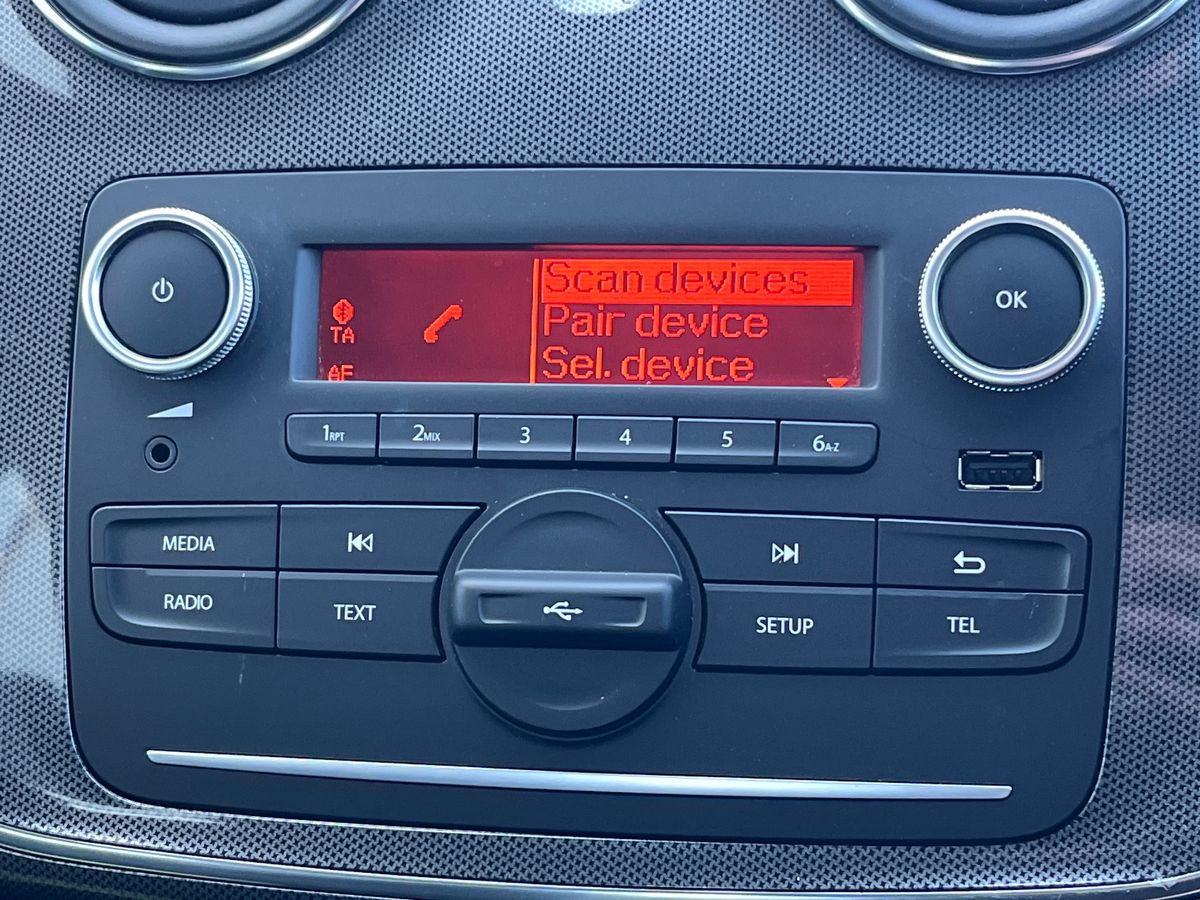 Scan devices
TA
Pair device
AF
Sel. device
OK
1RPT
2MIX
3
4
5
6A-Z
MEDIA
RADIO
TEXT
SETUP
TEL